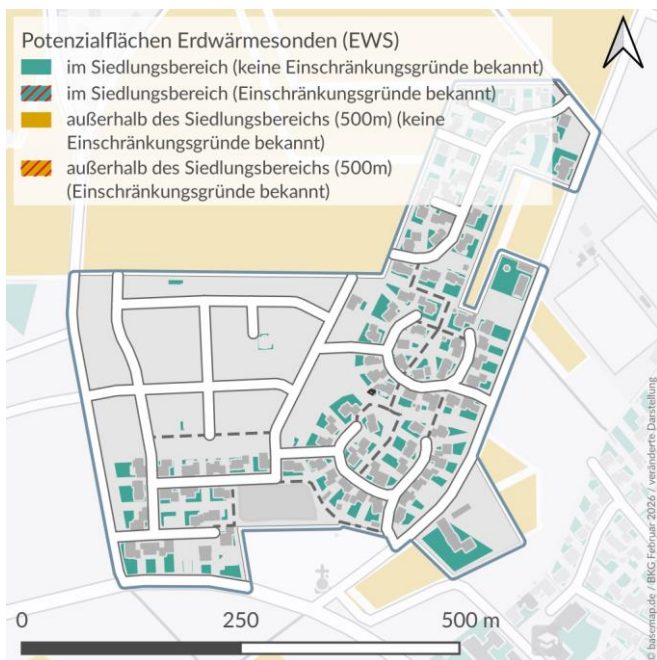 Potenzialflächen Erdwärmesonden (EWS)
im Siedlungsbereich (keine Einschränkungsgründe bekannt)
im Siedlungsbereich (Einschränkungsgründe bekannt)
außerhalb des Siedlungsbereichs (500m) (keine
Einschränkungsgründe bekannt)
außerhalb des Siedlungsbereichs (500m)
(Einschränkungsgründe bekannt)
0 250 500 m
© basemap.de / BKG Februar 2026 / veränderte Darstellung